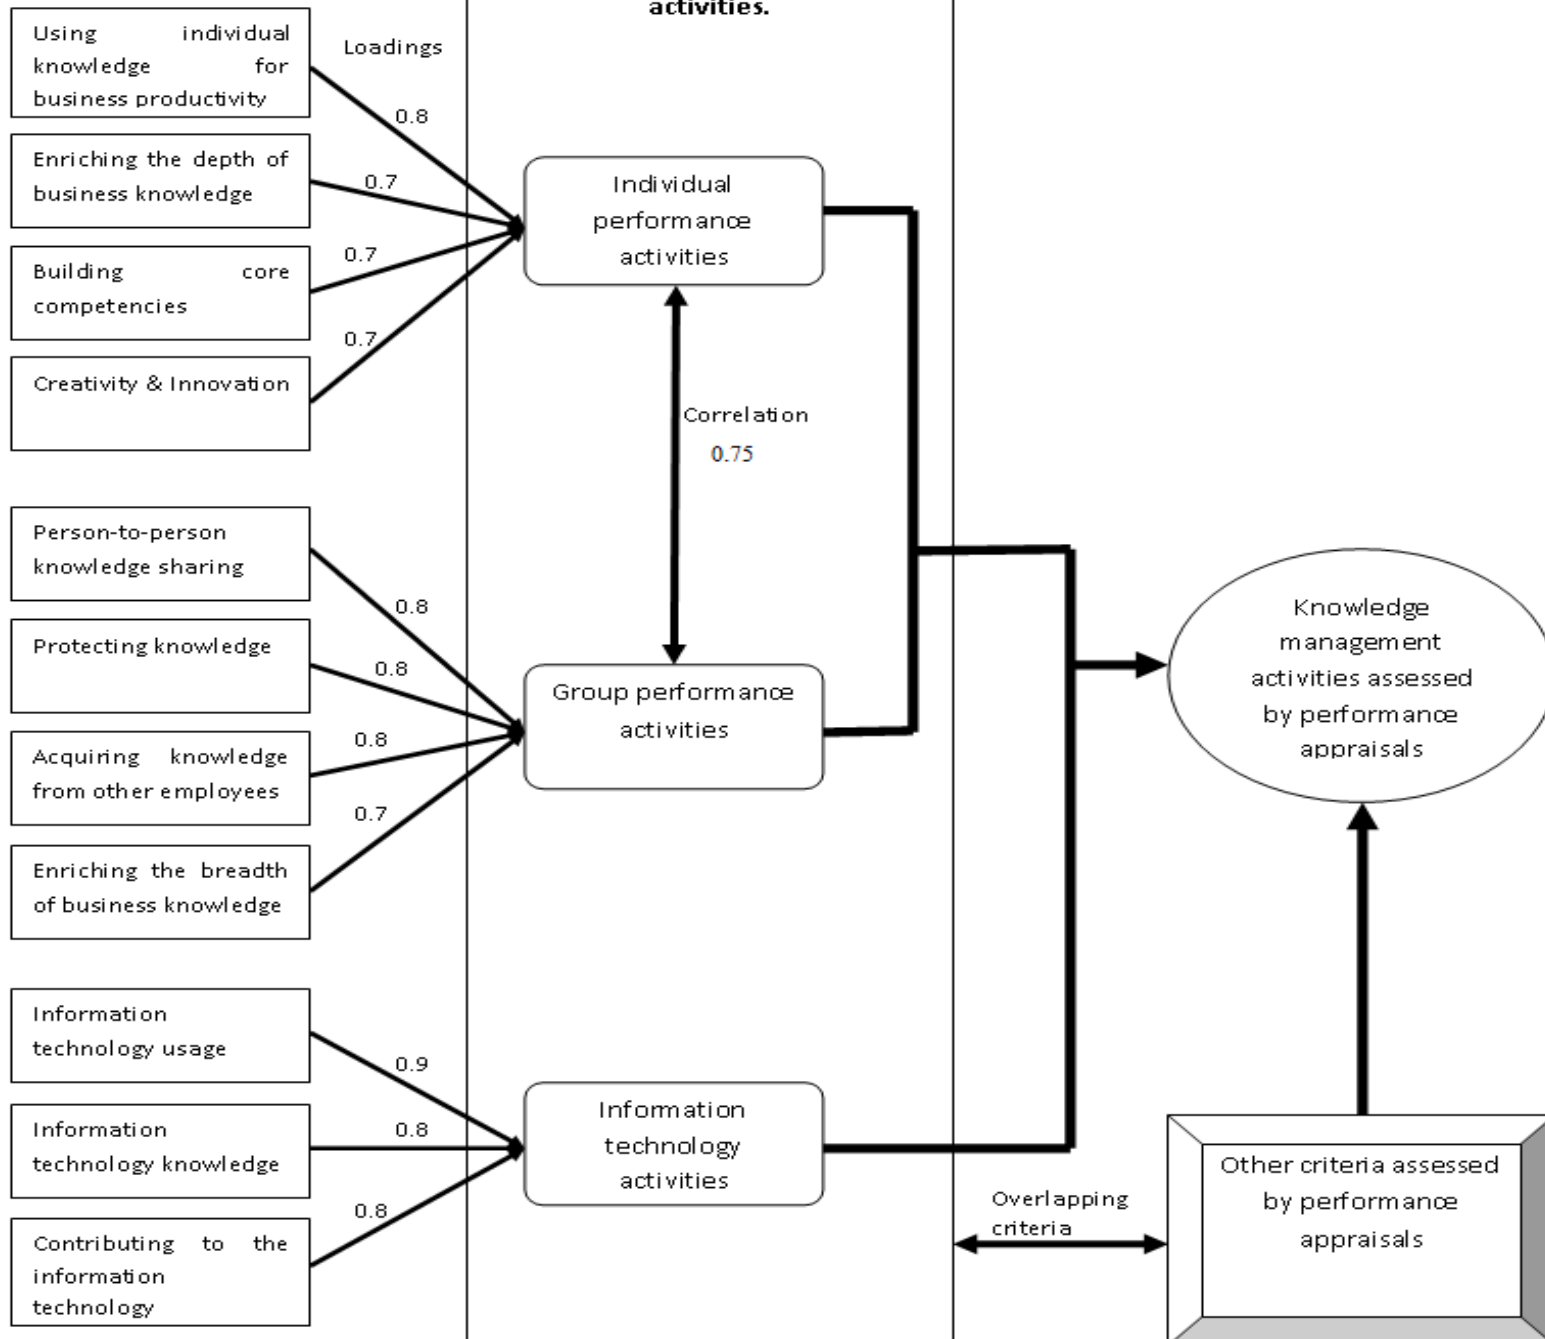 activities.
Using individual
knowledge for
business productivity
Loadings
0.8
Enriching the depth of
business knowledge
0.7
Building core
competencies
0.7
Creativity & Innovation
0.7
Individual
performance
activities
Correlation
0.75
Person-to-person
knowledge sharing
0.8
Protecting knowledge
0.8
Acquiring knowledge
from other employees
0.8
Enriching the breadth
of business knowledge
0.7
Group performance
activities
Knowledge
management
activities assessed
by performance
appraisals
Information
technology usage
0.9
Information
technology knowledge
0.8
Contributing to the
information
technology
0.8
Information
technology
activities
Overlapping
criteria
Other criteria assessed
by performance
appraisals